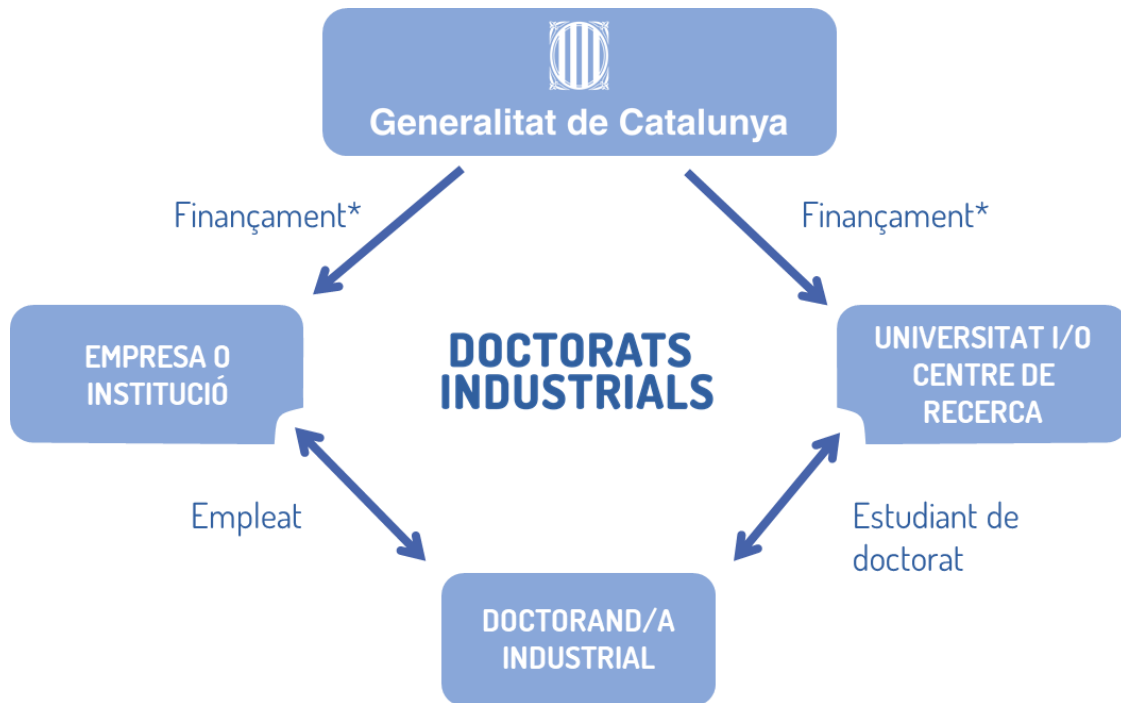 Generalitat de Catalunya
Finançament*
Finançament*
EMPRESA O
INSTITUCIÓ
DOCTORATS
INDUSTRIALS
UNIVERSITAT I/O
CENTRE DE
RECERCA
Empleat
Estudiant de
doctorat
DOCTORAND/A
INDUSTRIAL